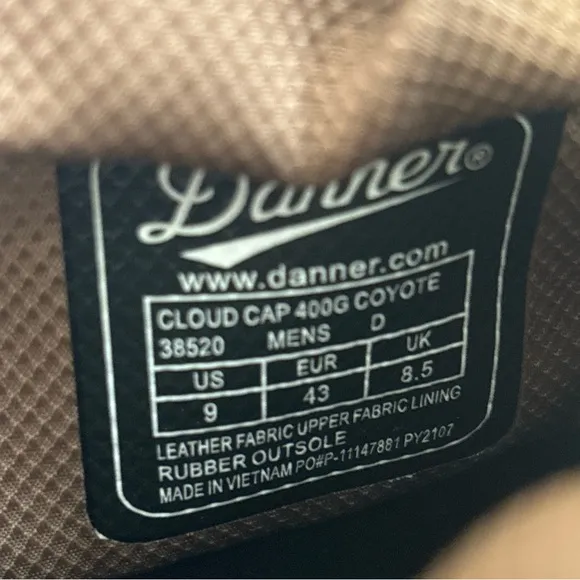 Danner®
www.danner.com
CLOUD CAP 400G COYOTE
38520 MENS D
US EUR UK
9 43 8.5
LEATHER FABRIC UPPER FABRIC LINING
RUBBER OUTSOLE
MADE IN VIETNAM PO#P-11147881 PY2107